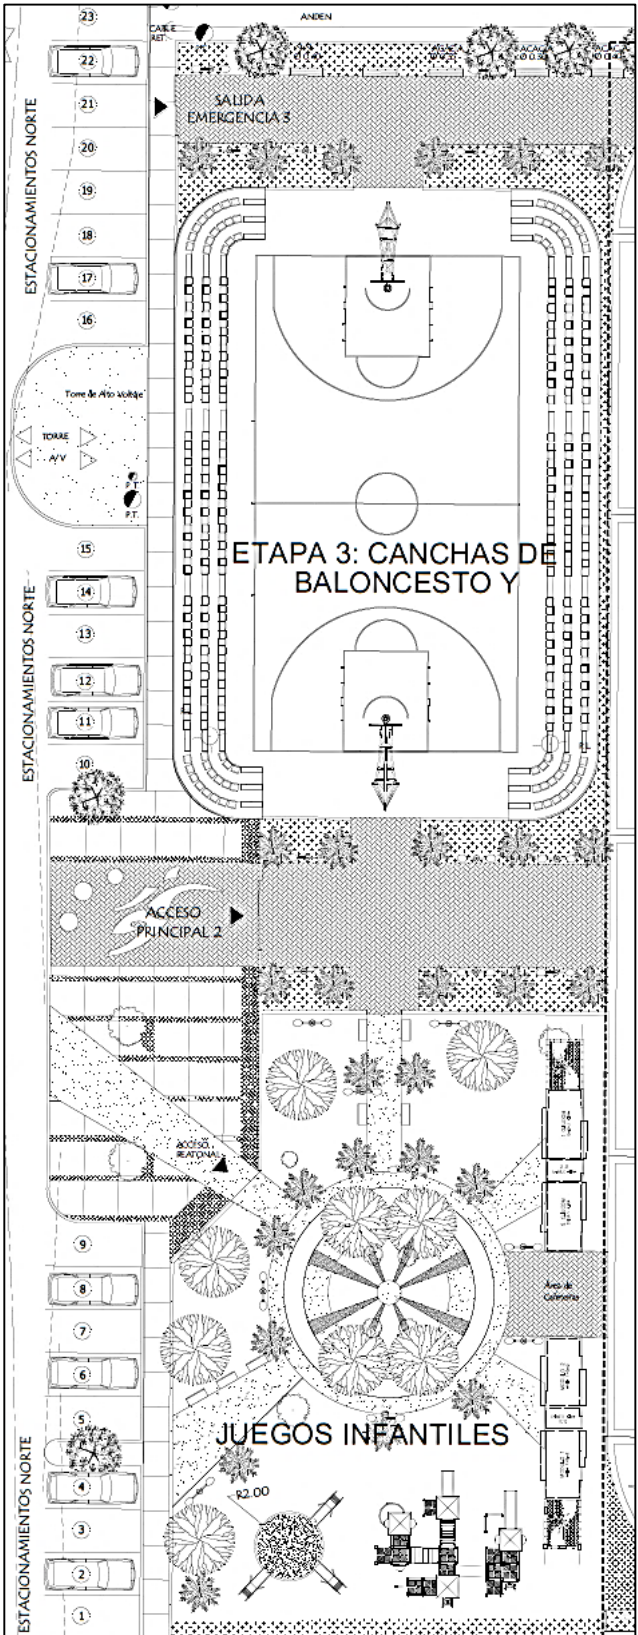 23
ANDEN
22
21
SALIDA
EMERGENCIA 3
20
19
18
17
16
ESTACIONAMIENTOS NORTE
Torre de Alto Voltaje
TORRE
A/V
P.T.
P.T.
15
14
13
12
11
10
ESTACIONAMIENTOS NORTE
ETAPA 3: CANCHAS DE
BALONCESTO Y
ACCESO
PRINCIPAL 2
ACCESO
9
8
7
6
5
4
3
2
1
ESTACIONAMIENTOS NORTE
Área de
Cafetería
JUEGOS INFANTILES
R2.00